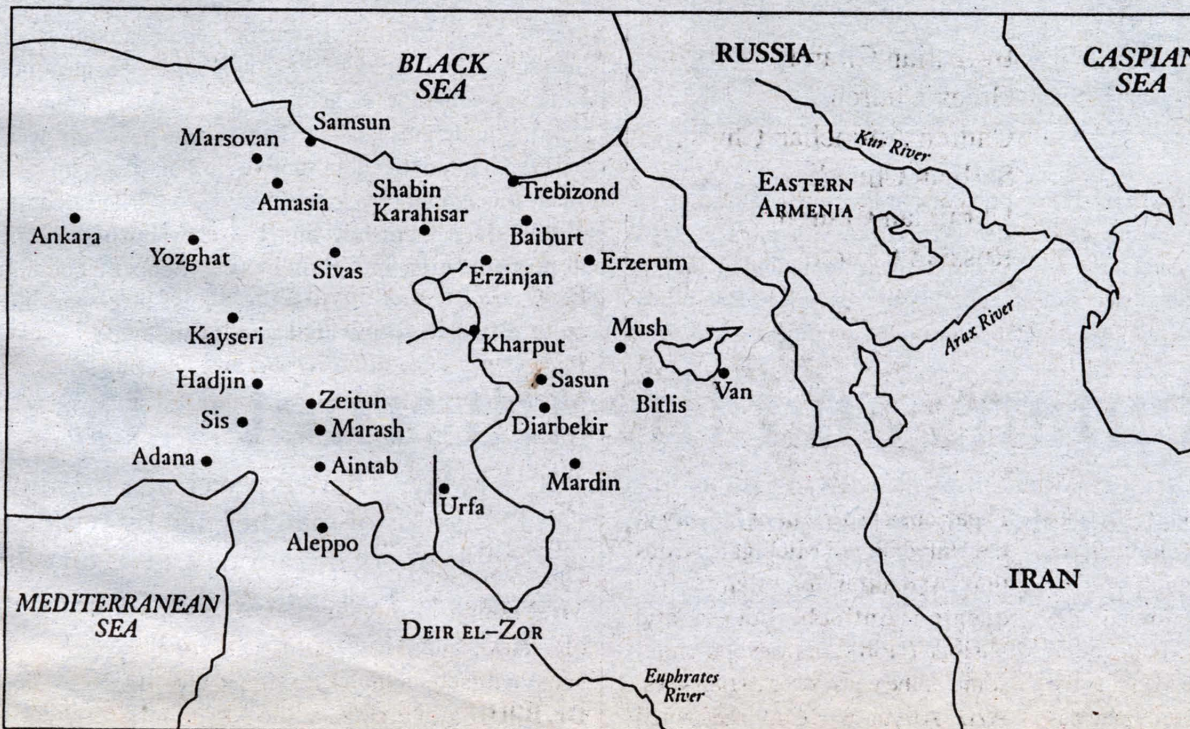 BLACK
SEA
RUSSIA
CASPIAN
SEA
Samsun
Marsovan
Kur River
Amasia
Shabin
Karahisar
Trebizond
EASTERN
ARMENIA
Ankara
Yozghat
Sivas
Baiburt
Erzinjan
Erzerum
Arax River
Kayseri
Kharput
Mush
Hadjin
Zeitun
Sasun
Bitlis
Van
Sis
Marash
Diarbekir
Adana
Aintab
Mardin
Urfa
Aleppo
IRAN
MEDITERRANEAN
SEA
DEIR EL–ZOR
Euphrates
River